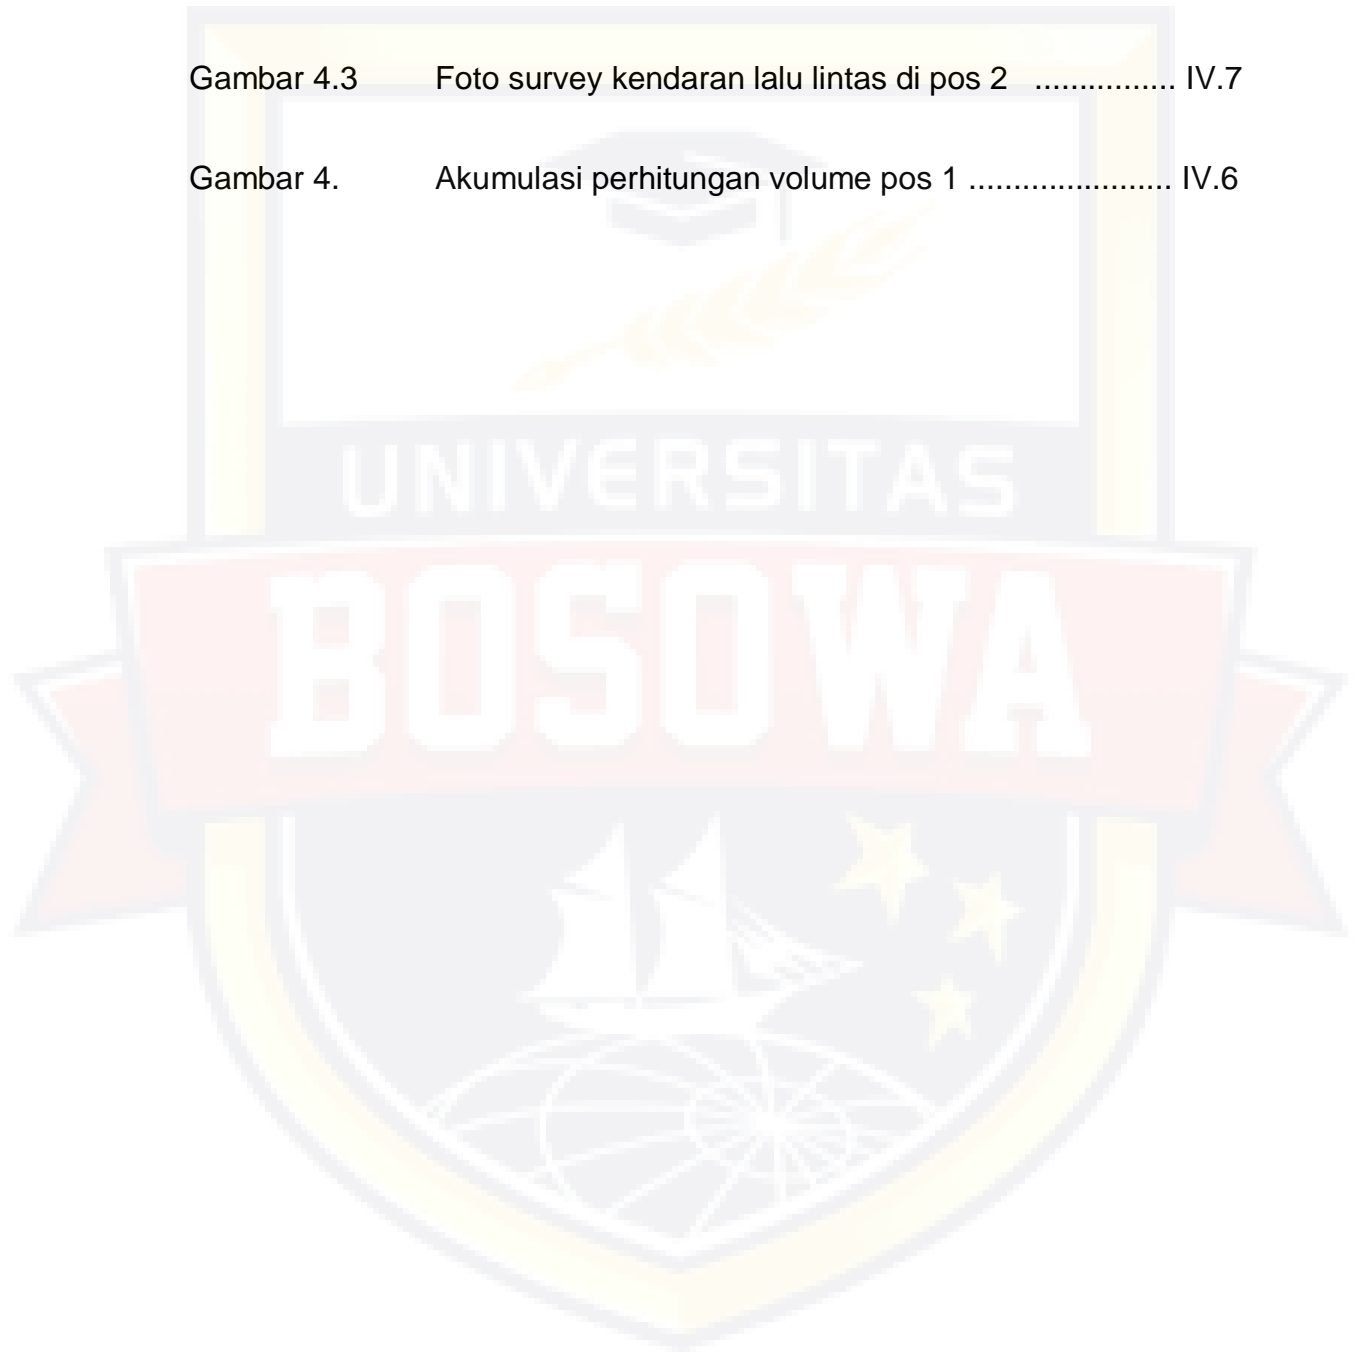 Gambar 4.3 Foto survey kendaran lalu lintas di pos 2 ................ IV.7
Gambar 4. Akumulasi perhitungan volume pos 1 ....................... IV.6
UNIVERSITAS
BOSOWA